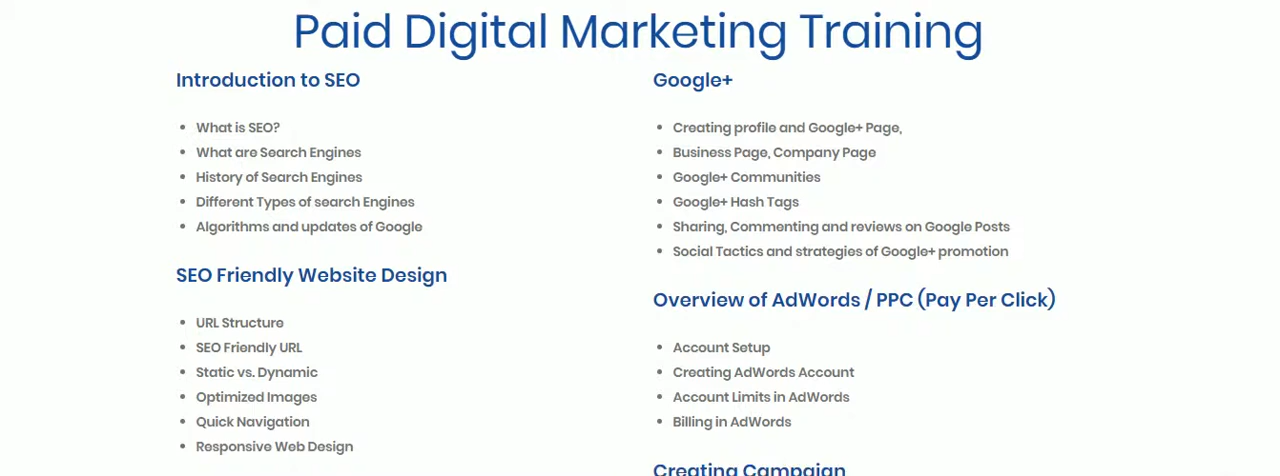 Paid Digital Marketing Training
Introduction to SEO
What is SEO?
What are Search Engines
History of Search Engines
Different Types of search Engines
Algorithms and updates of Google
SEO Friendly Website Design
URL Structure
SEO Friendly URL
Static vs. Dynamic
Optimized Images
Quick Navigation
Responsive Web Design
Google+
Creating profile and Google+ Page,
Business Page, Company Page
Google+ Communities
Google+ Hash Tags
Sharing, Commenting and reviews on Google Posts
Social Tactics and strategies of Google+ promotion
Overview of AdWords / PPC (Pay Per Click)
Account Setup
Creating AdWords Account
Account Limits in AdWords
Billing in AdWords
Creating Campaign